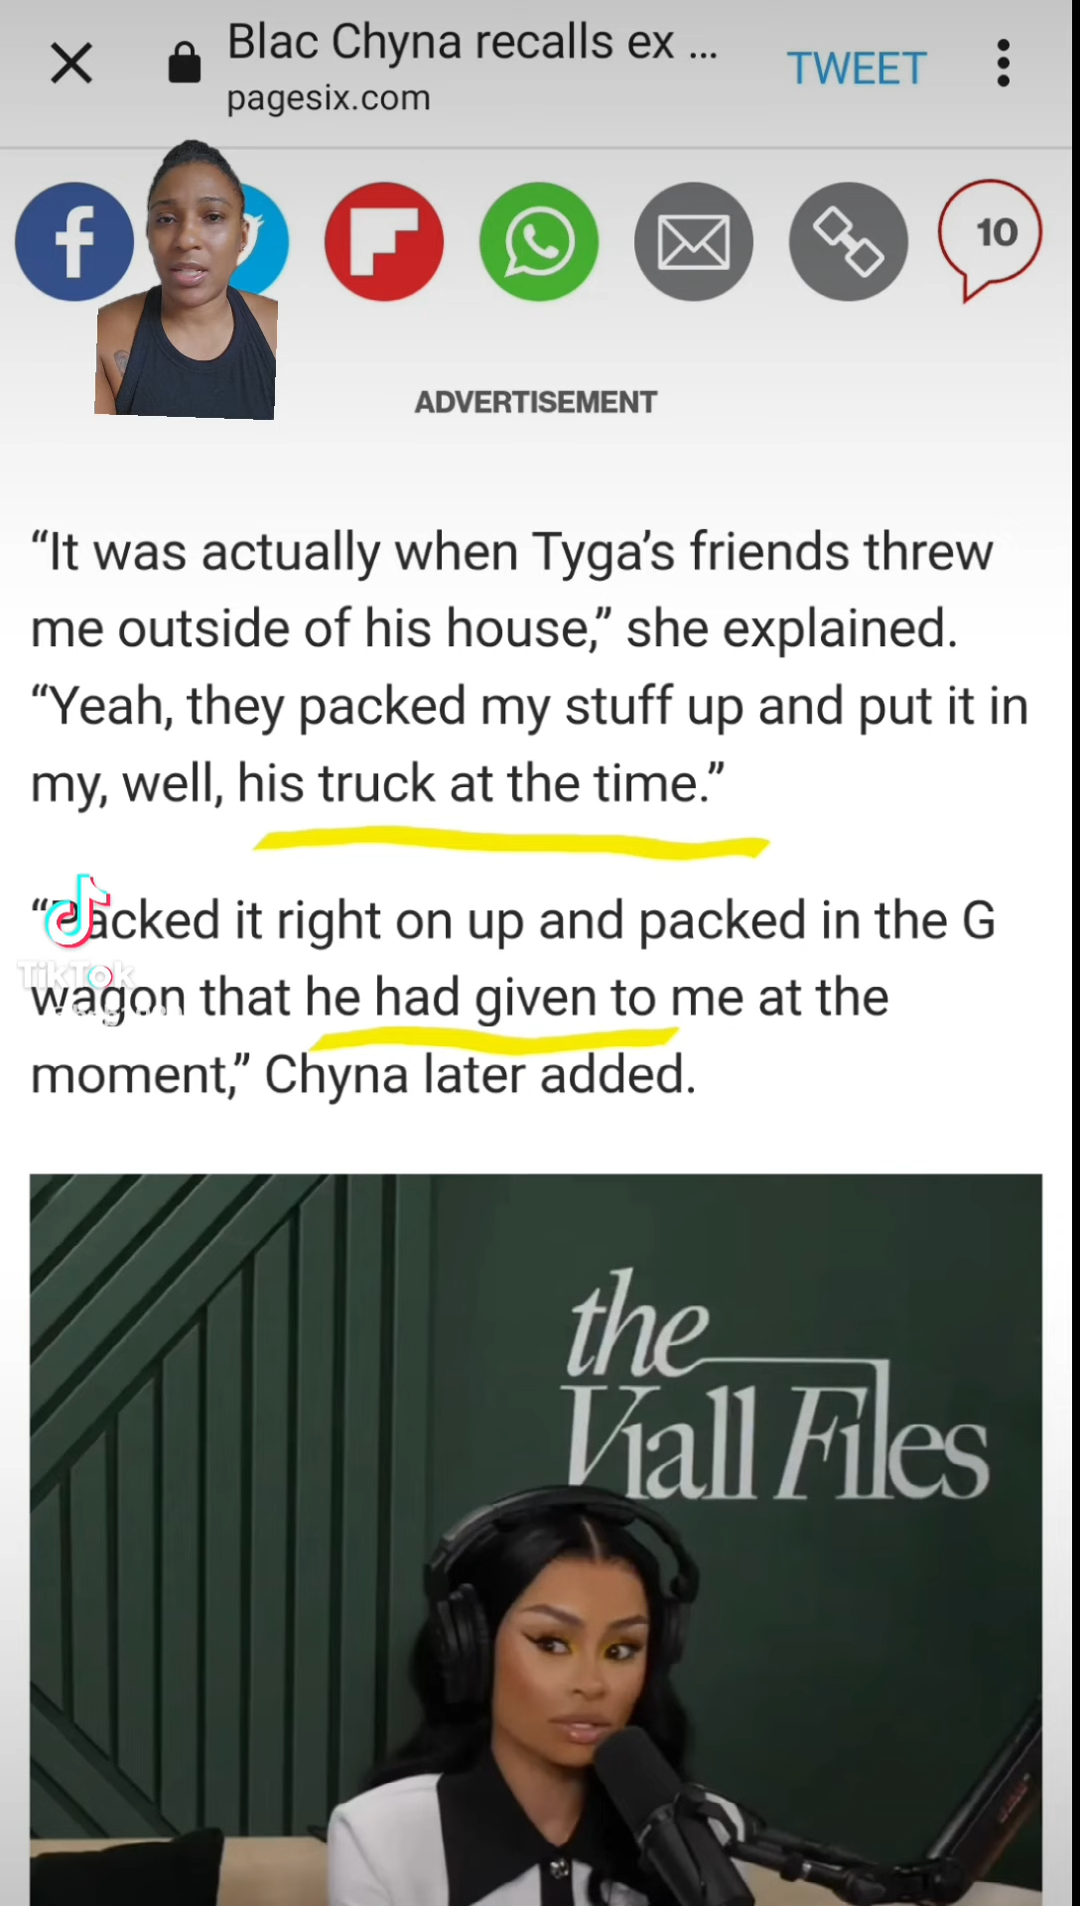 Blac Chyna recalls ex ...
pagesix.com
TWEET
10
ADVERTISEMENT
“It was actually when Tyga’s friends threw
me outside of his house,” she explained.
“Yeah, they packed my stuff up and put it in
my, well, his truck at the time.”
“Packed it right on up and packed in the G
wagon that he had given to me at the
moment,” Chyna later added.
TikTok
the
Viall Files